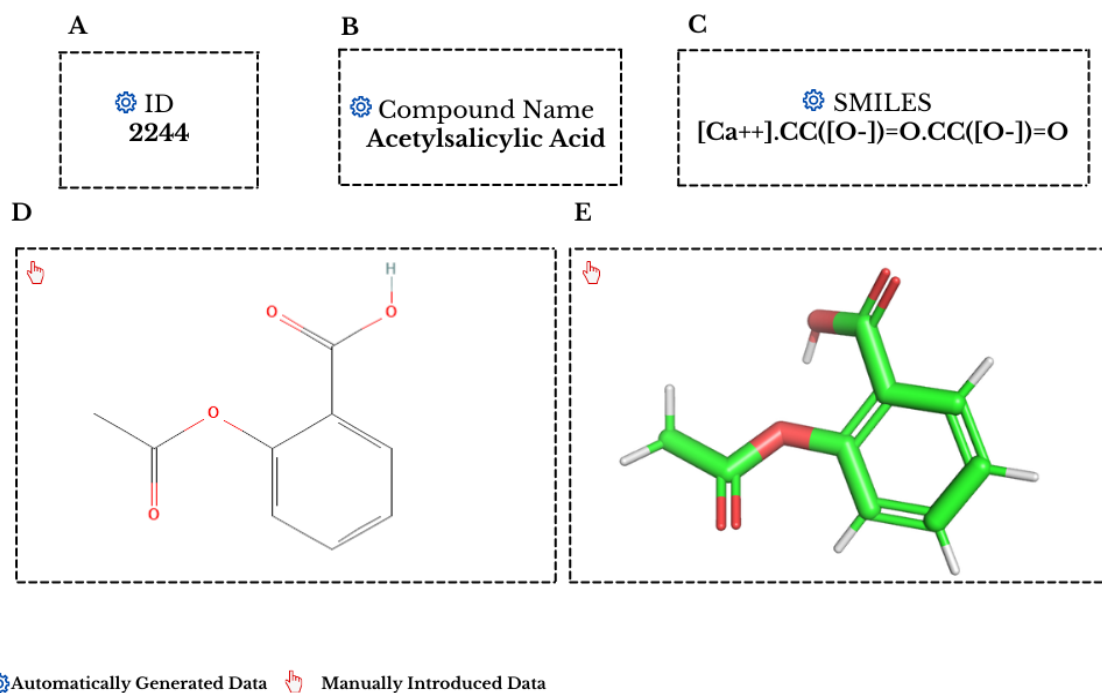 A
B
C
ID
2244
Compound Name
Acetylsalicylic Acid
SMILES
[Ca++].CC([O-])=O.CC([O-])=O
D
E
H
O
O
O
O
Automatically Generated Data
Manually Introduced Data